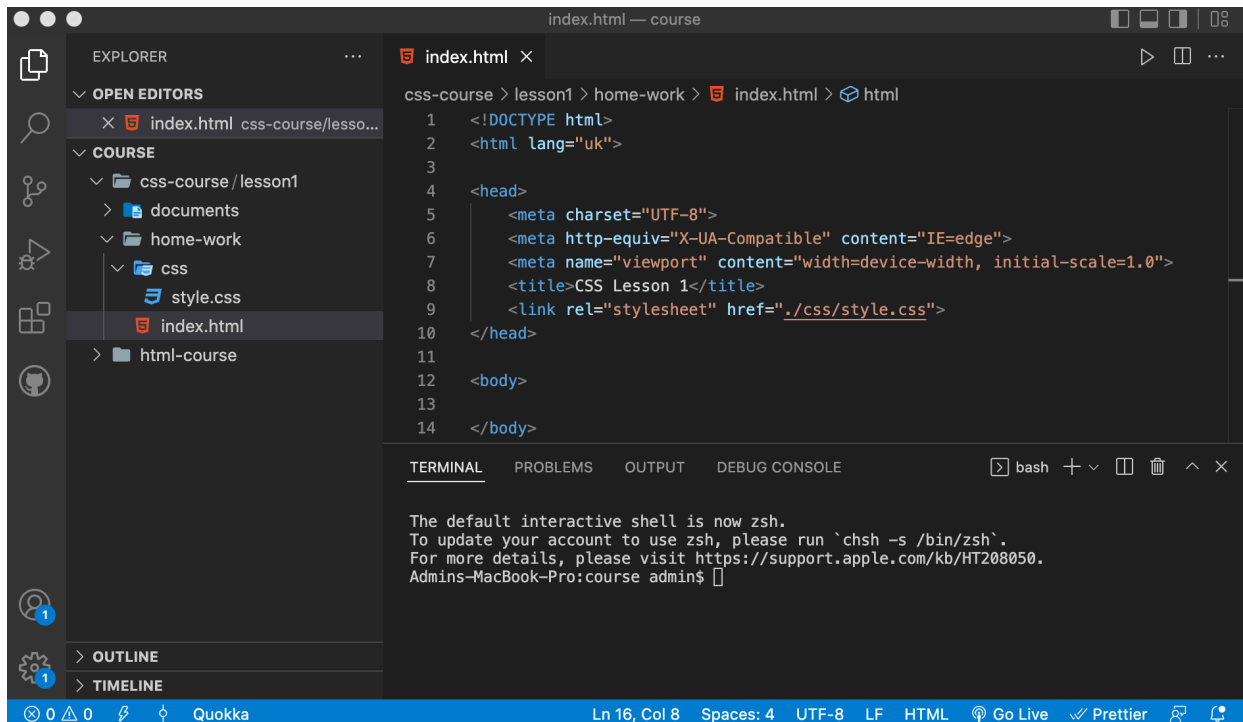 index.html — course
EXPLORER
OPEN EDITORS
index.html css-course/lesso...
COURSE
css-course/lesson1
documents
home-work
css
style.css
index.html
html-course
OUTLINE
TIMELINE
index.html
css-course > lesson1 > home-work > index.html > html
1 <!DOCTYPE html>
2 <html lang="uk">
3
4 <head>
5 <meta charset="UTF-8">
6 <meta http-equiv="X-UA-Compatible" content="IE=edge">
7 <meta name="viewport" content="width=device-width, initial-scale=1.0">
8 <title>CSS Lesson 1</title>
9 <link rel="stylesheet" href="./css/style.css">
10 </head>
11
12 <body>
13
14 </body>
TERMINAL PROBLEMS OUTPUT DEBUG CONSOLE bash
The default interactive shell is now zsh.
To update your account to use zsh, please run `chsh -s /bin/zsh`.
For more details, please visit https://support.apple.com/kb/HT208050.
Admins-MacBook-Pro:course admin$
1
1
0 0 Quokka Ln 16, Col 8 Spaces: 4 UTF-8 LF HTML Go Live Prettier